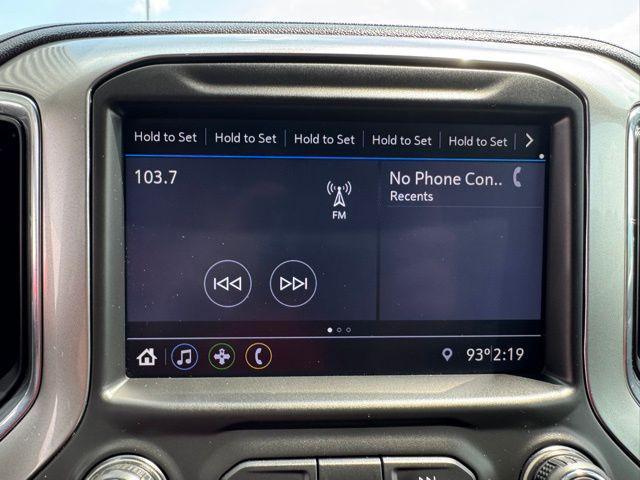 Hold to Set Hold to Set Hold to Set Hold to Set Hold to Set
103.7
FM
No Phone Con..
Recents
93° 2:19